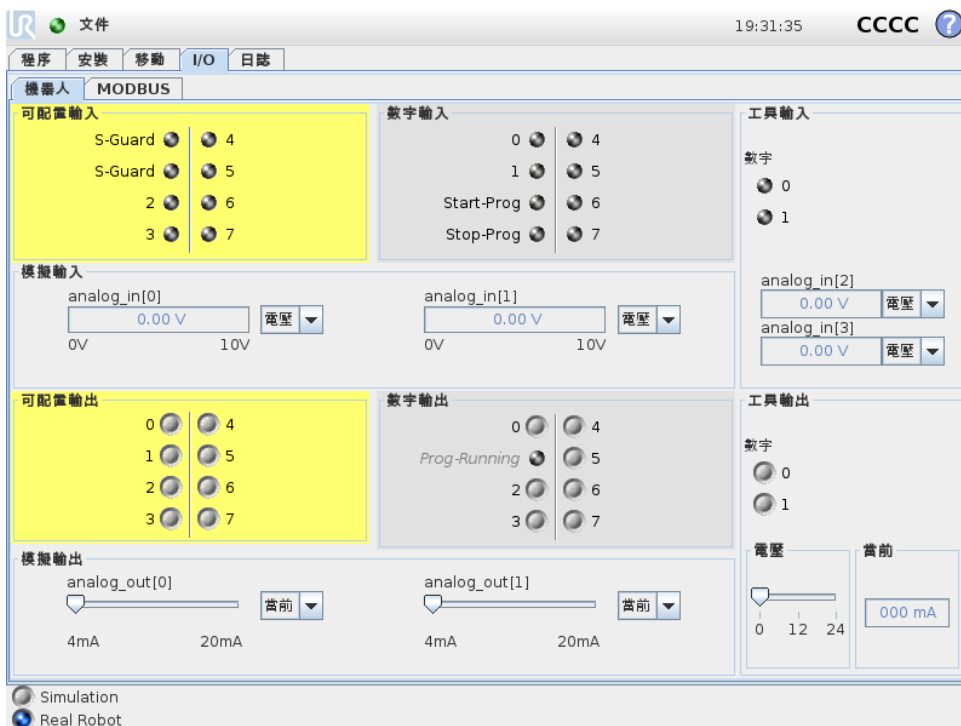 UR 文件 19:31:35 CCCC ?
程序 安裝 移動 I/O 日誌
機器人 MODBUS
可配置輸入
S-Guard 4
S-Guard 5
2 6
3 7
數字輸入
0 4
1 5
Start-Prog 6
Stop-Prog 7
工具輸入
數字
0
1
模擬輸入
analog_in[0]
0.00 V 電壓
0V 10V
analog_in[1]
0.00 V 電壓
0V 10V
analog_in[2]
0.00 V 電壓
analog_in[3]
0.00 V 電壓
可配置輸出
0 4
1 5
2 6
3 7
數字輸出
0 4
Prog-Running 5
2 6
3 7
工具輸出
數字
0
1
模擬輸出
analog_out[0]
當前
4mA 20mA
analog_out[1]
當前
4mA 20mA
電壓
0 12 24
當前
000 mA
Simulation
Real Robot